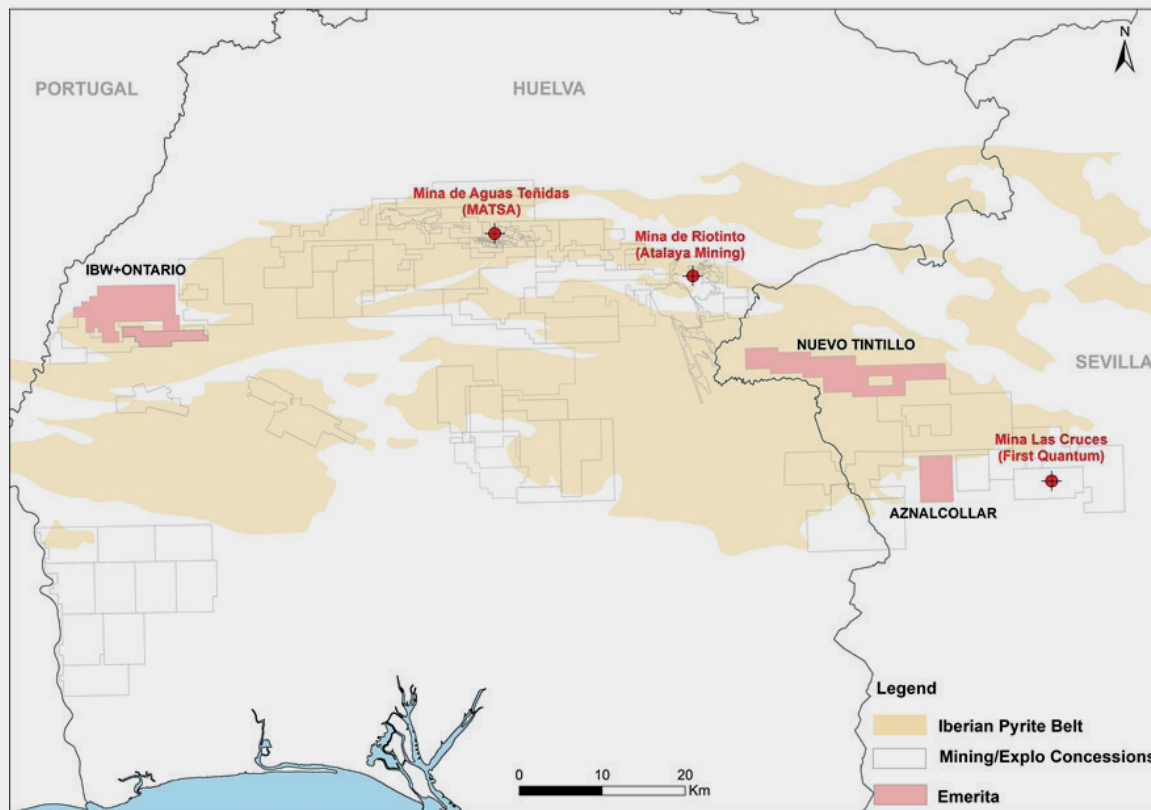 N
PORTUGAL
HUELVA
Mina de Aguas Teñidas
(MATSA)
Mina de Riotinto
(Atalaya Mining)
IBW+ONTARIO
NUEVO TINTILLO
SEVILLA
Mina Las Cruces
(First Quantum)
AZNALCOLLAR
Legend
Iberian Pyrite Belt
Mining/Explo Concessions
Emerita
0 10 20
Km